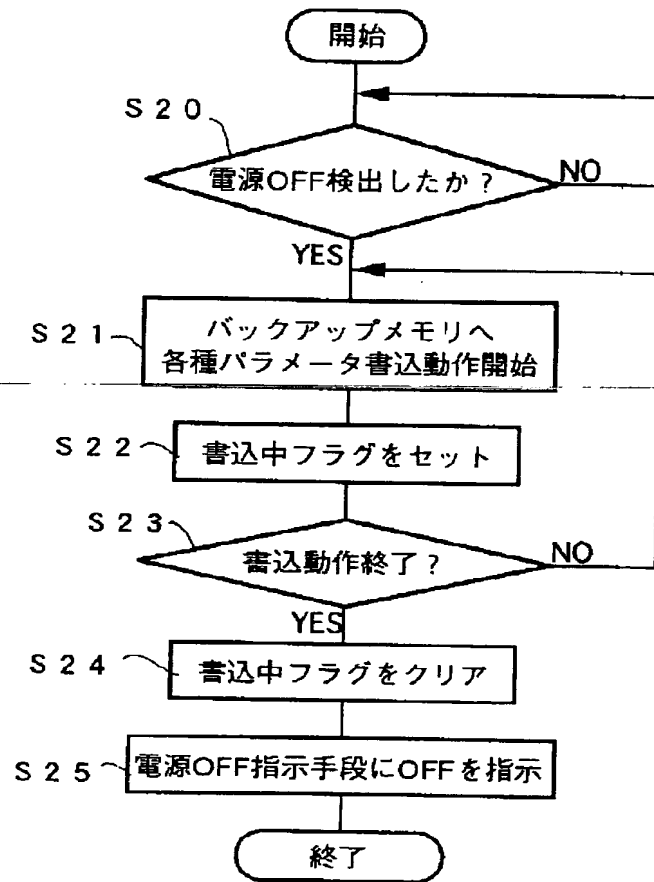 開始
S20
電源OFF検出したか?
NO
YES
S21
バックアップメモリへ
各種パラメータ書込動作開始
S22
書込中フラグをセット
S23
書込動作終了?
NO
YES
S24
書込中フラグをクリア
S25
電源OFF指示手段にOFFを指示
終了